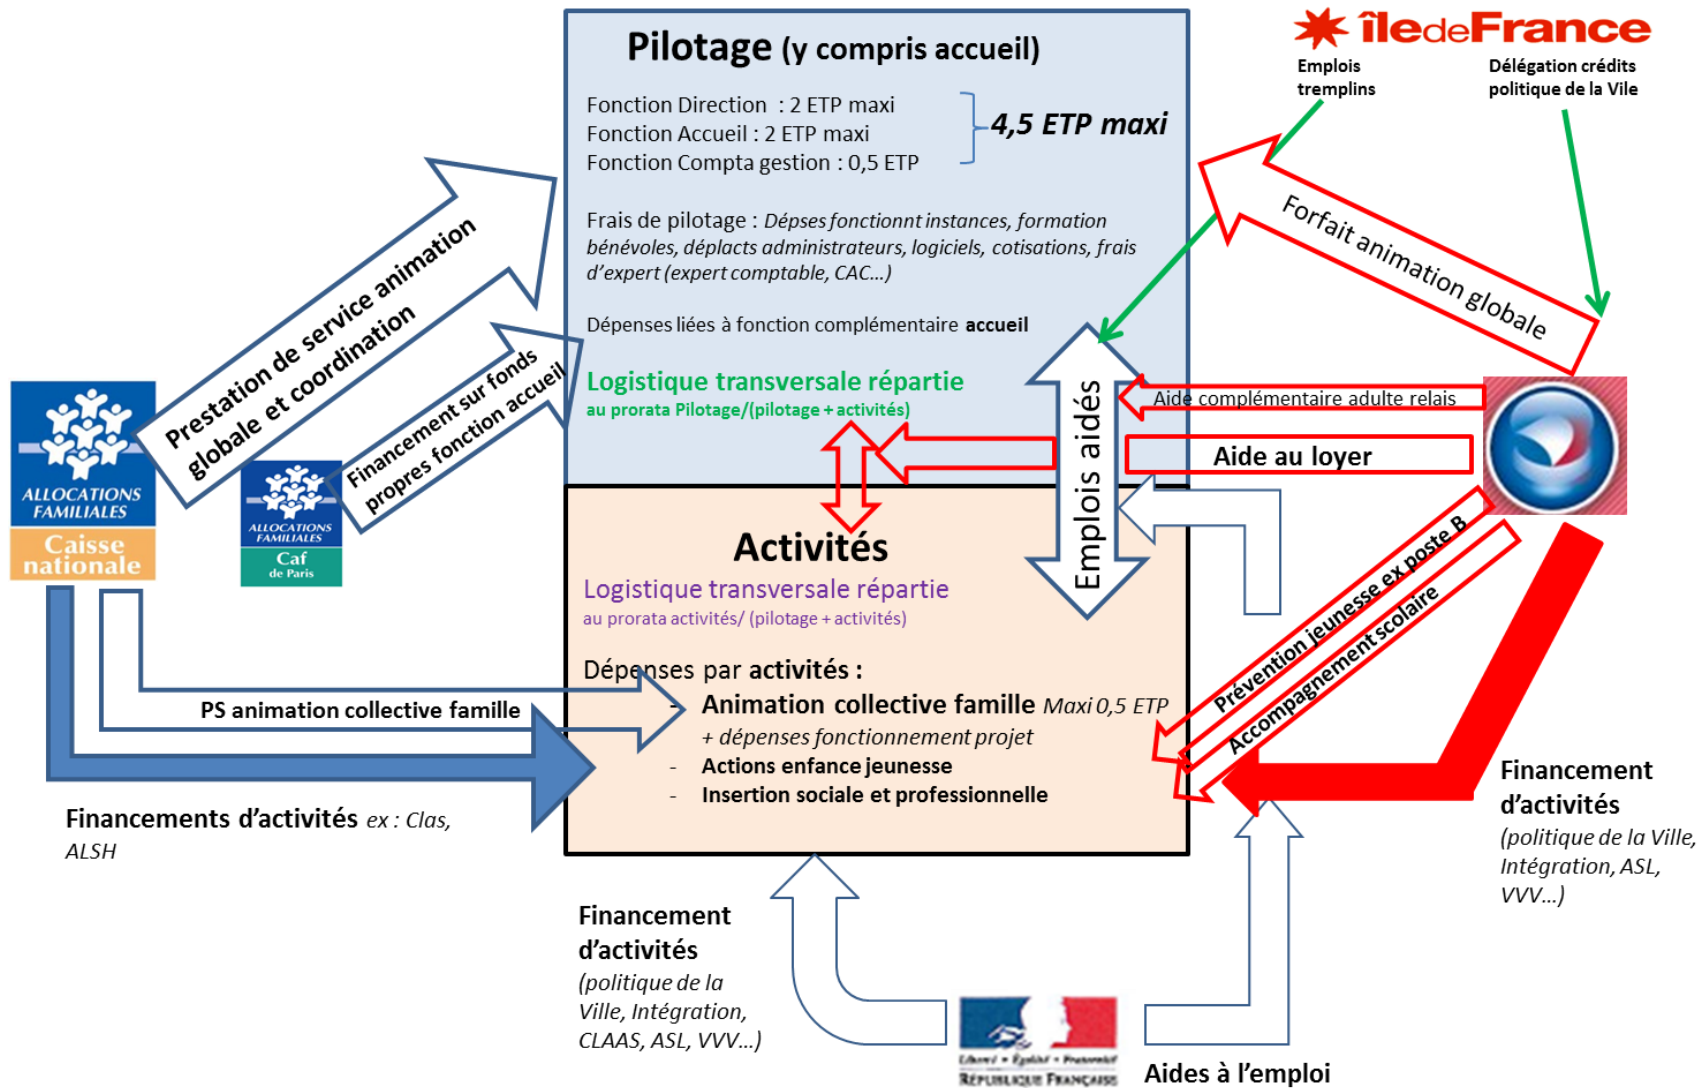 Pilotage (y compris accueil)
Fonction Direction : 2 ETP maxi
Fonction Accueil : 2 ETP maxi
Fonction Compta gestion : 0,5 ETP
4,5 ETP maxi
Frais de pilotage : Dépses fonctionnt instances, formation
bénévoles, déplacts administrateurs, logiciels, cotisations, frais
d'expert (expert comptable, CAC...)
Dépenses liées à fonction complémentaire accueil
Logistique transversale répartie
au prorata Pilotage/(pilotage + activités)
Activités
Logistique transversale répartie
au prorata activités/ (pilotage + activités)
Dépenses par activités :
- Animation collective famille Maxi 0,5 ETP
+ dépenses fonctionnement projet
- Actions enfance jeunesse
- Insertion sociale et professionnelle
Emplois aidés
îledeFrance
Emplois
tremplins
Délégation crédits
politique de la Vile
Forfait animation globale
Aide complémentaire adulte relais
Aide au loyer
Prévention jeunesse ex poste B
Accompagnement scolaire
Financement
d'activités
(politique de la Ville,
Intégration, ASL,
VVV...)
Prestation de service animation
globale et coordination
Financement sur fonds
propres fonction accueil
ALLOCATIONS
FAMILIALES
Caisse
nationale
ALLOCATIONS
FAMILIALES
Caf
de Paris
PS animation collective famille
Financements d'activités ex : Clas,
ALSH
Financement
d'activités
(politique de la
Ville, Intégration,
CLAAS, ASL, VVV...)
Liberté • Égalité • Fraternité
RÉPUBLIQUE FRANÇAISE
Aides à l'emploi